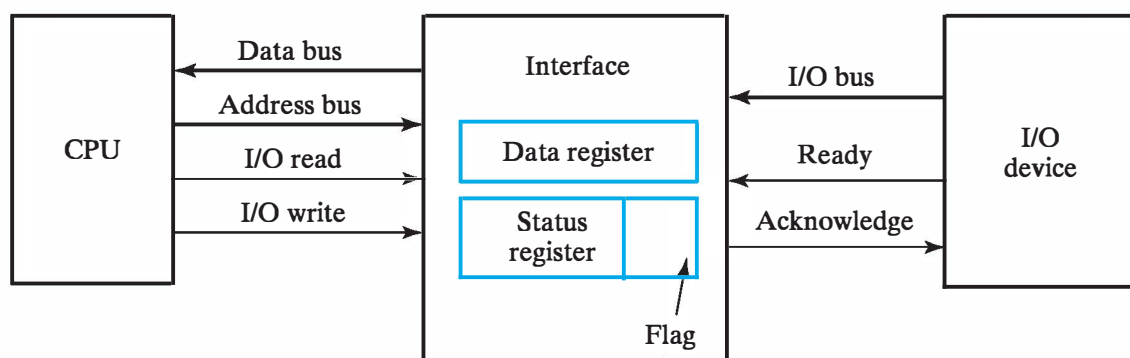 CPU
Data bus
Address bus
I/O read
I/O write
Interface
Data register
Status
register
Flag
I/O bus
Ready
Acknowledge
I/O
device